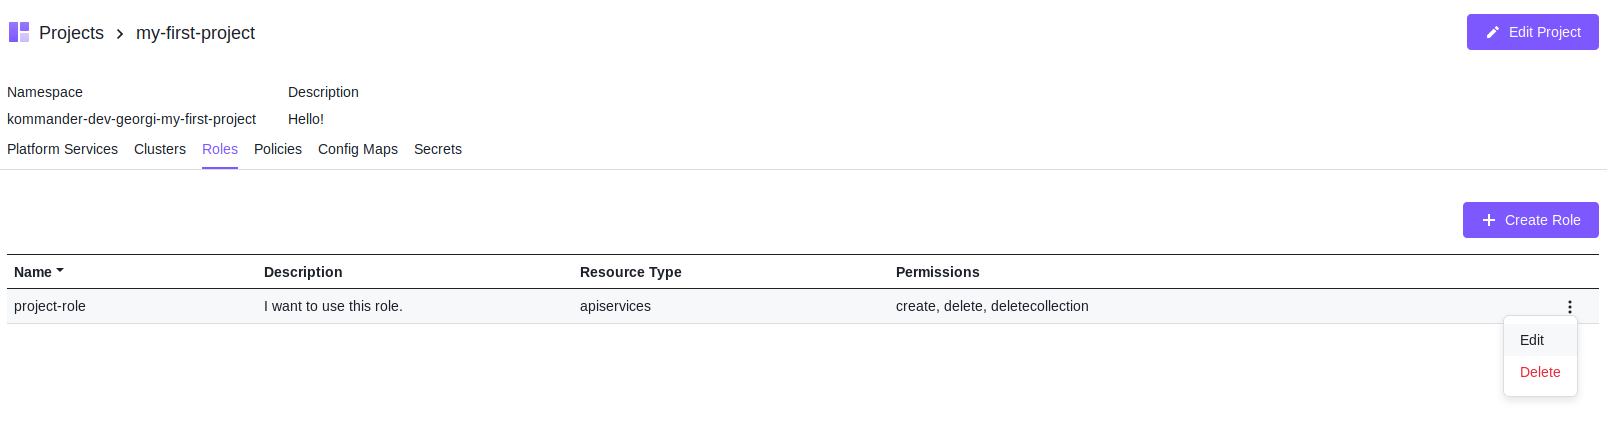 Projects > my-first-project
Edit Project
Namespace Description
kommander-dev-georgi-my-first-project Hello!
Platform Services Clusters Roles Policies Config Maps Secrets
Create Role
Name Description Resource Type Permissions
project-role I want to use this role. apiservices create, delete, deletecollection
Edit
Delete